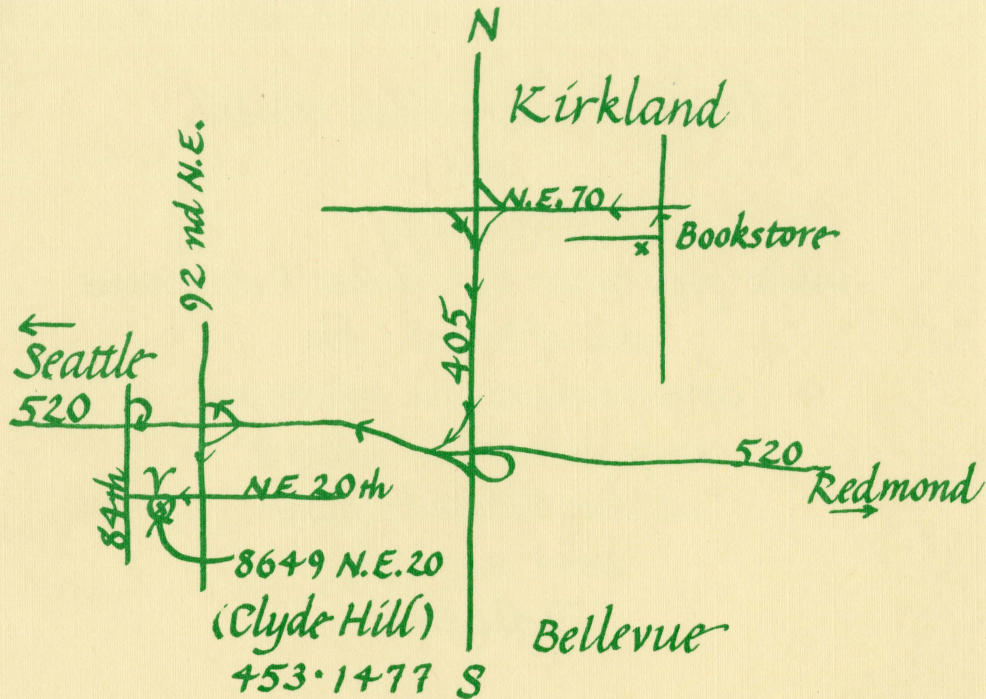 N
Kirkland
92 nd N.E.
N.E. 70
Bookstore
405
Seattle
520
520
Redmond
84th
N.E. 20th
8649 N.E. 20
(Clyde Hill)
453·1477
S
Bellevue